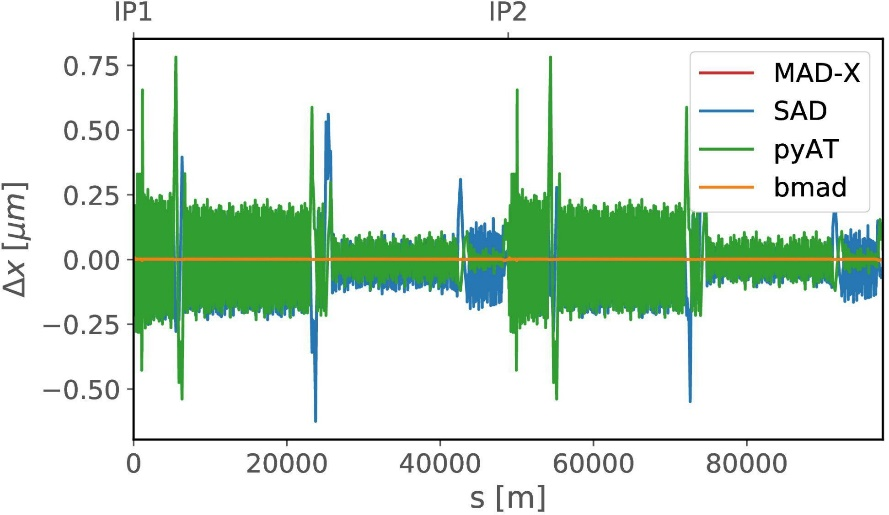 IP1 IP2
0.75
0.50
0.25
0.00
−0.25
−0.50
Δx [μm]
MAD-X
SAD
pyAT
bmad
0 20000 40000 60000 80000
s [m]